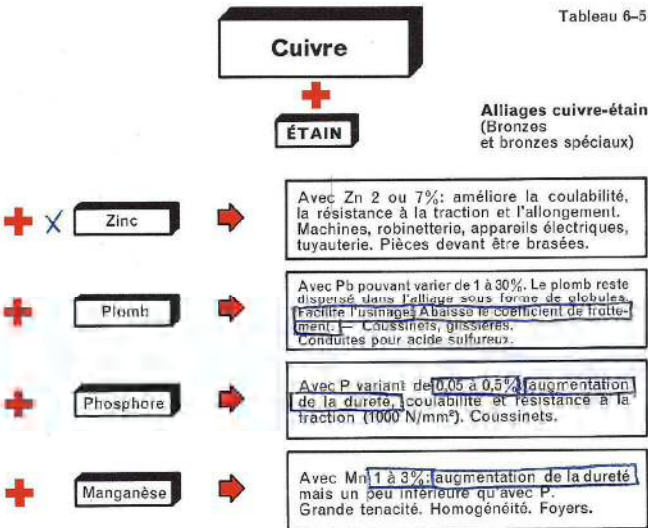 Tableau 6-5
Cuivre
+
ÉTAIN
Alliages cuivre-étain
(Bronzes
et bronzes spéciaux)
+ X Zinc
Avec Zn 2 ou 7%: améliore la coulabilité,
la résistance à la traction et l'allongement.
Machines, robinetterie, appareils électriques,
tuyauterie. Pièces devant être brasées.
+ Plomb
Avec Pb pouvant varier de 1 à 30%. Le plomb reste
dispersé dans l'alliage sous forme de globules.
Facilite l'usinage. Abaisse le coefficient de frotte-
ment. — Coussinets, glissières.
Conduites pour acide sulfureux.
+ Phosphore
Avec P variant de 0,05 à 0,5%: augmentation
de la dureté, coulabilité et résistance à la
traction (1000 N/mm²). Coussinets.
+ Manganèse
Avec Mn 1 à 3%: augmentation de la dureté
mais un peu inférieure qu'avec P.
Grande tenacité. Homogénéité. Foyers.